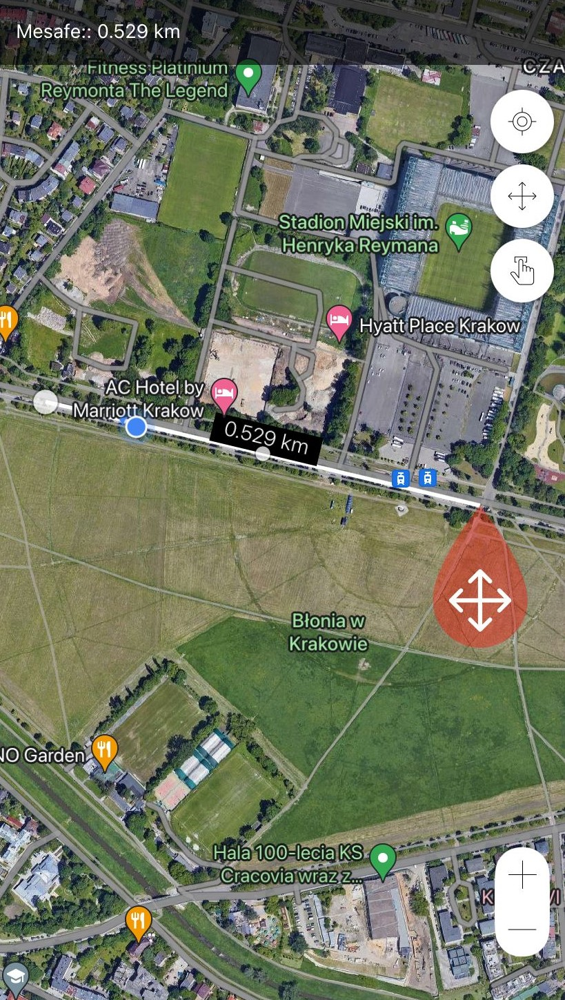 Mesafe:: 0.529 km
Fitness Platinium
Reymonta The Legend
CZA
Stadion Miejski im.
Henryka Reymana
Hyatt Place Krakow
AC Hotel by
Marriott Krakow
0.529 km
Błonia w
Krakowie
NO Garden
Hala 100-lecia KS
Cracovia wraz z...